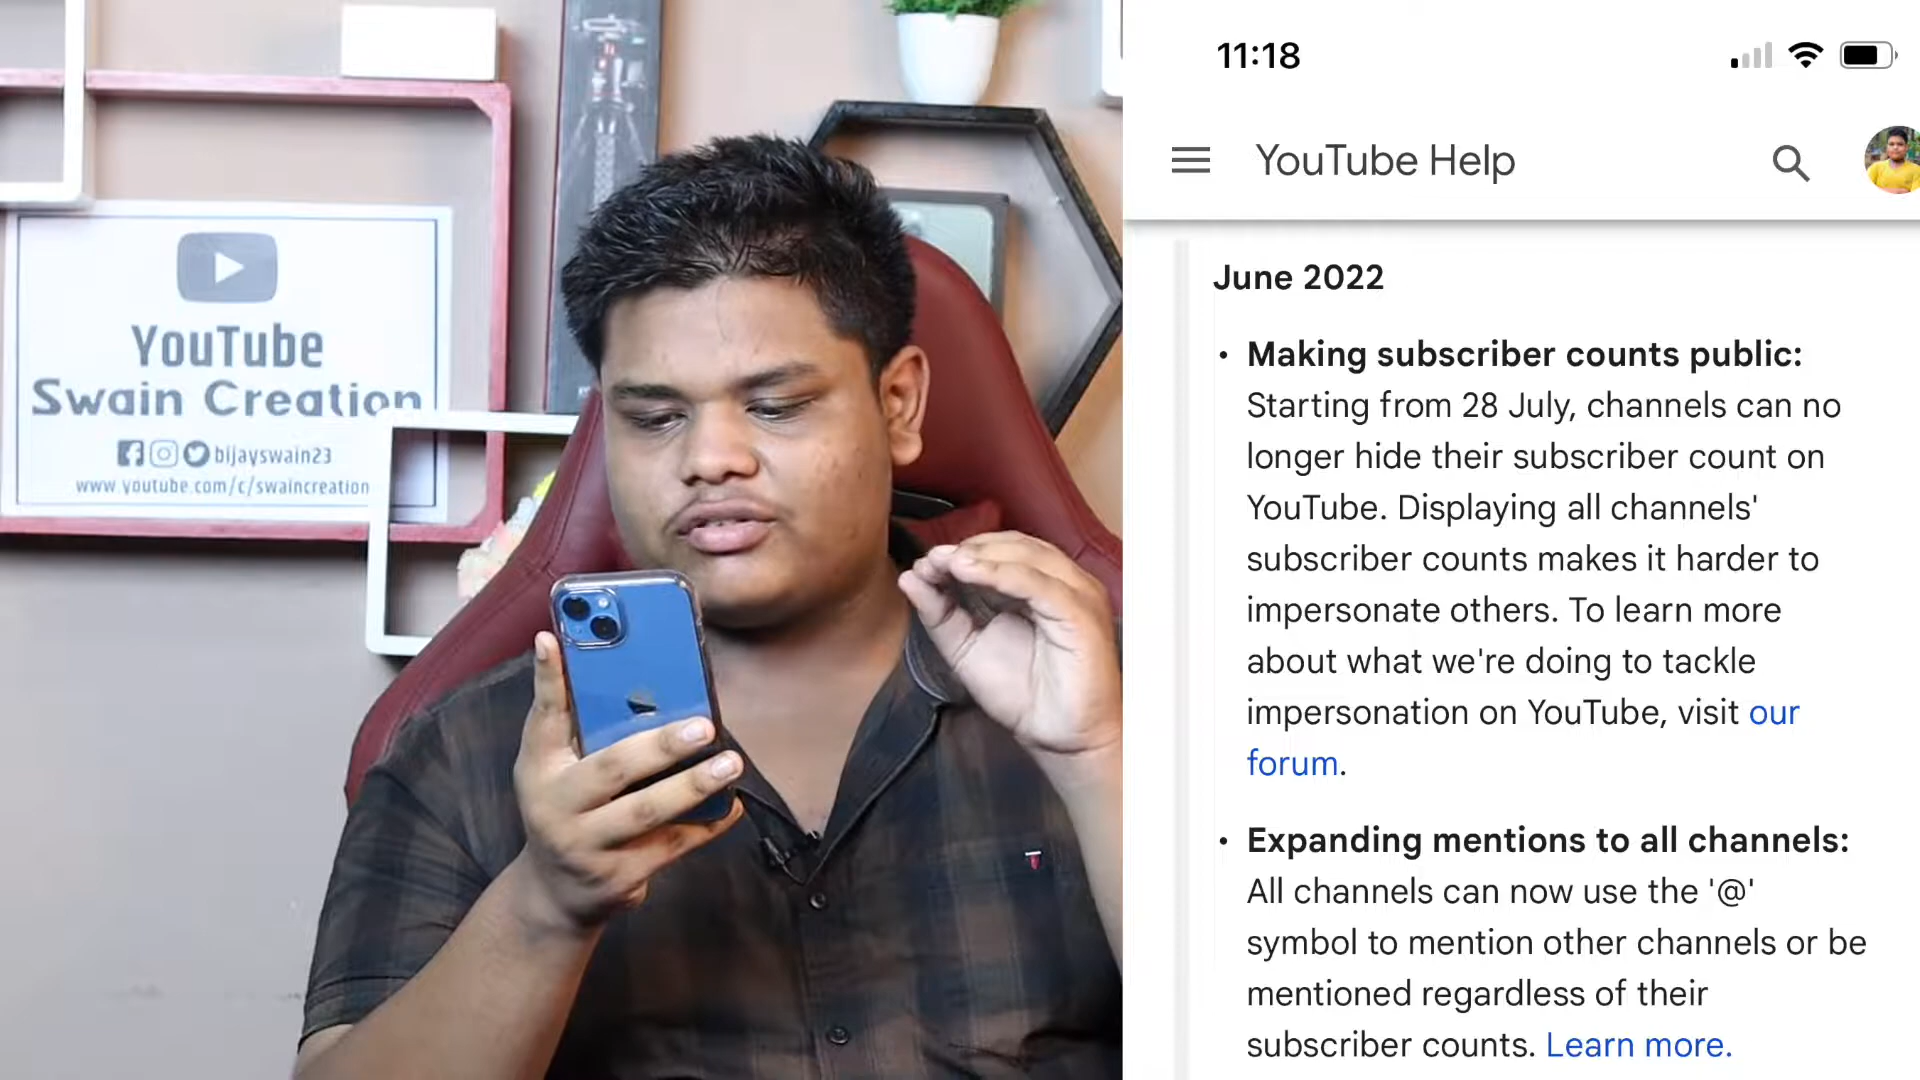 YouTube
Swain Creation
bijayswain23
www.youtube.com/c/swaincreation
11:18
YouTube Help
June 2022
• Making subscriber counts public:
Starting from 28 July, channels can no
longer hide their subscriber count on
YouTube. Displaying all channels'
subscriber counts makes it harder to
impersonate others. To learn more
about what we're doing to tackle
impersonation on YouTube, visit our
forum.
• Expanding mentions to all channels:
All channels can now use the '@'
symbol to mention other channels or be
mentioned regardless of their
subscriber counts. Learn more.